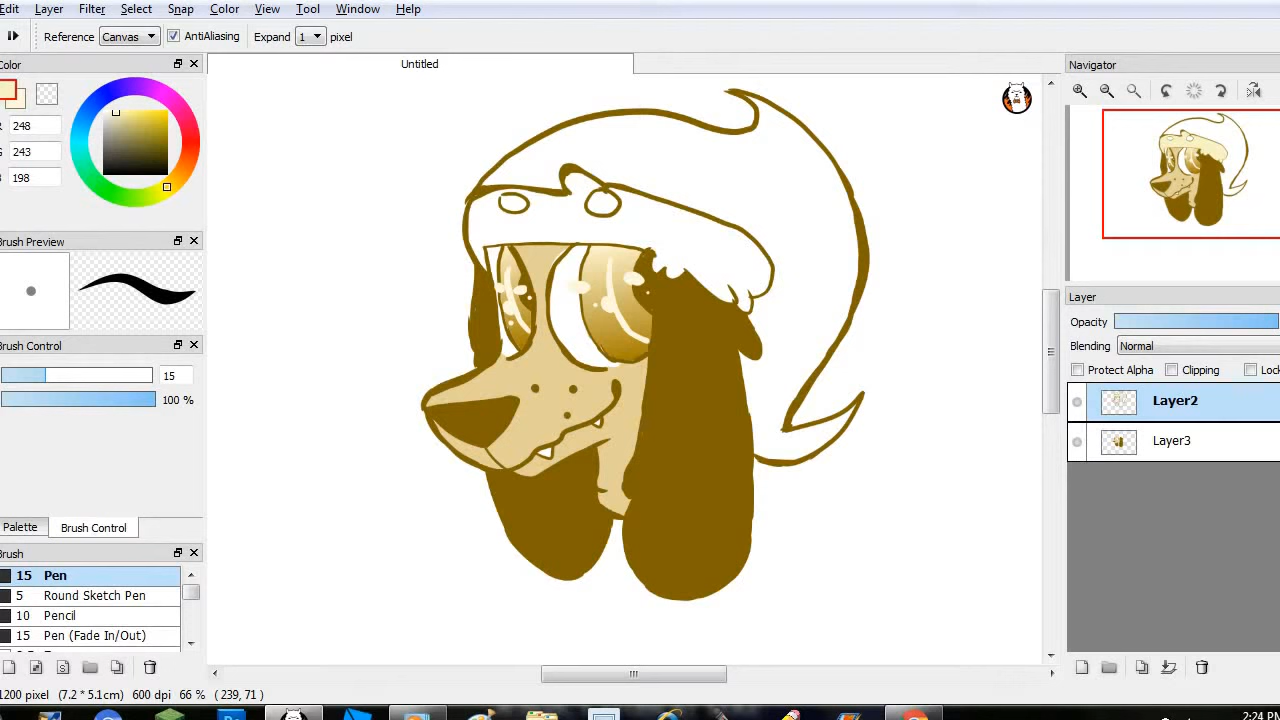 Edit Layer Filter Select Snap Color View Tool Window Help
Reference Canvas AntiAliasing Expand 1 pixel
Color
Untitled
Navigator
R 248
G 243
B 198
Brush Preview
Brush Control
15
100 %
Layer
Opacity
Blending Normal
Protect Alpha Clipping Lock
Layer2
Layer3
Palette Brush Control
Brush
15 Pen
5 Round Sketch Pen
10 Pencil
15 Pen (Fade In/Out)
1200 pixel (7.2 * 5.1cm) 600 dpi 66 % ( 239, 71 )
2:24 PM